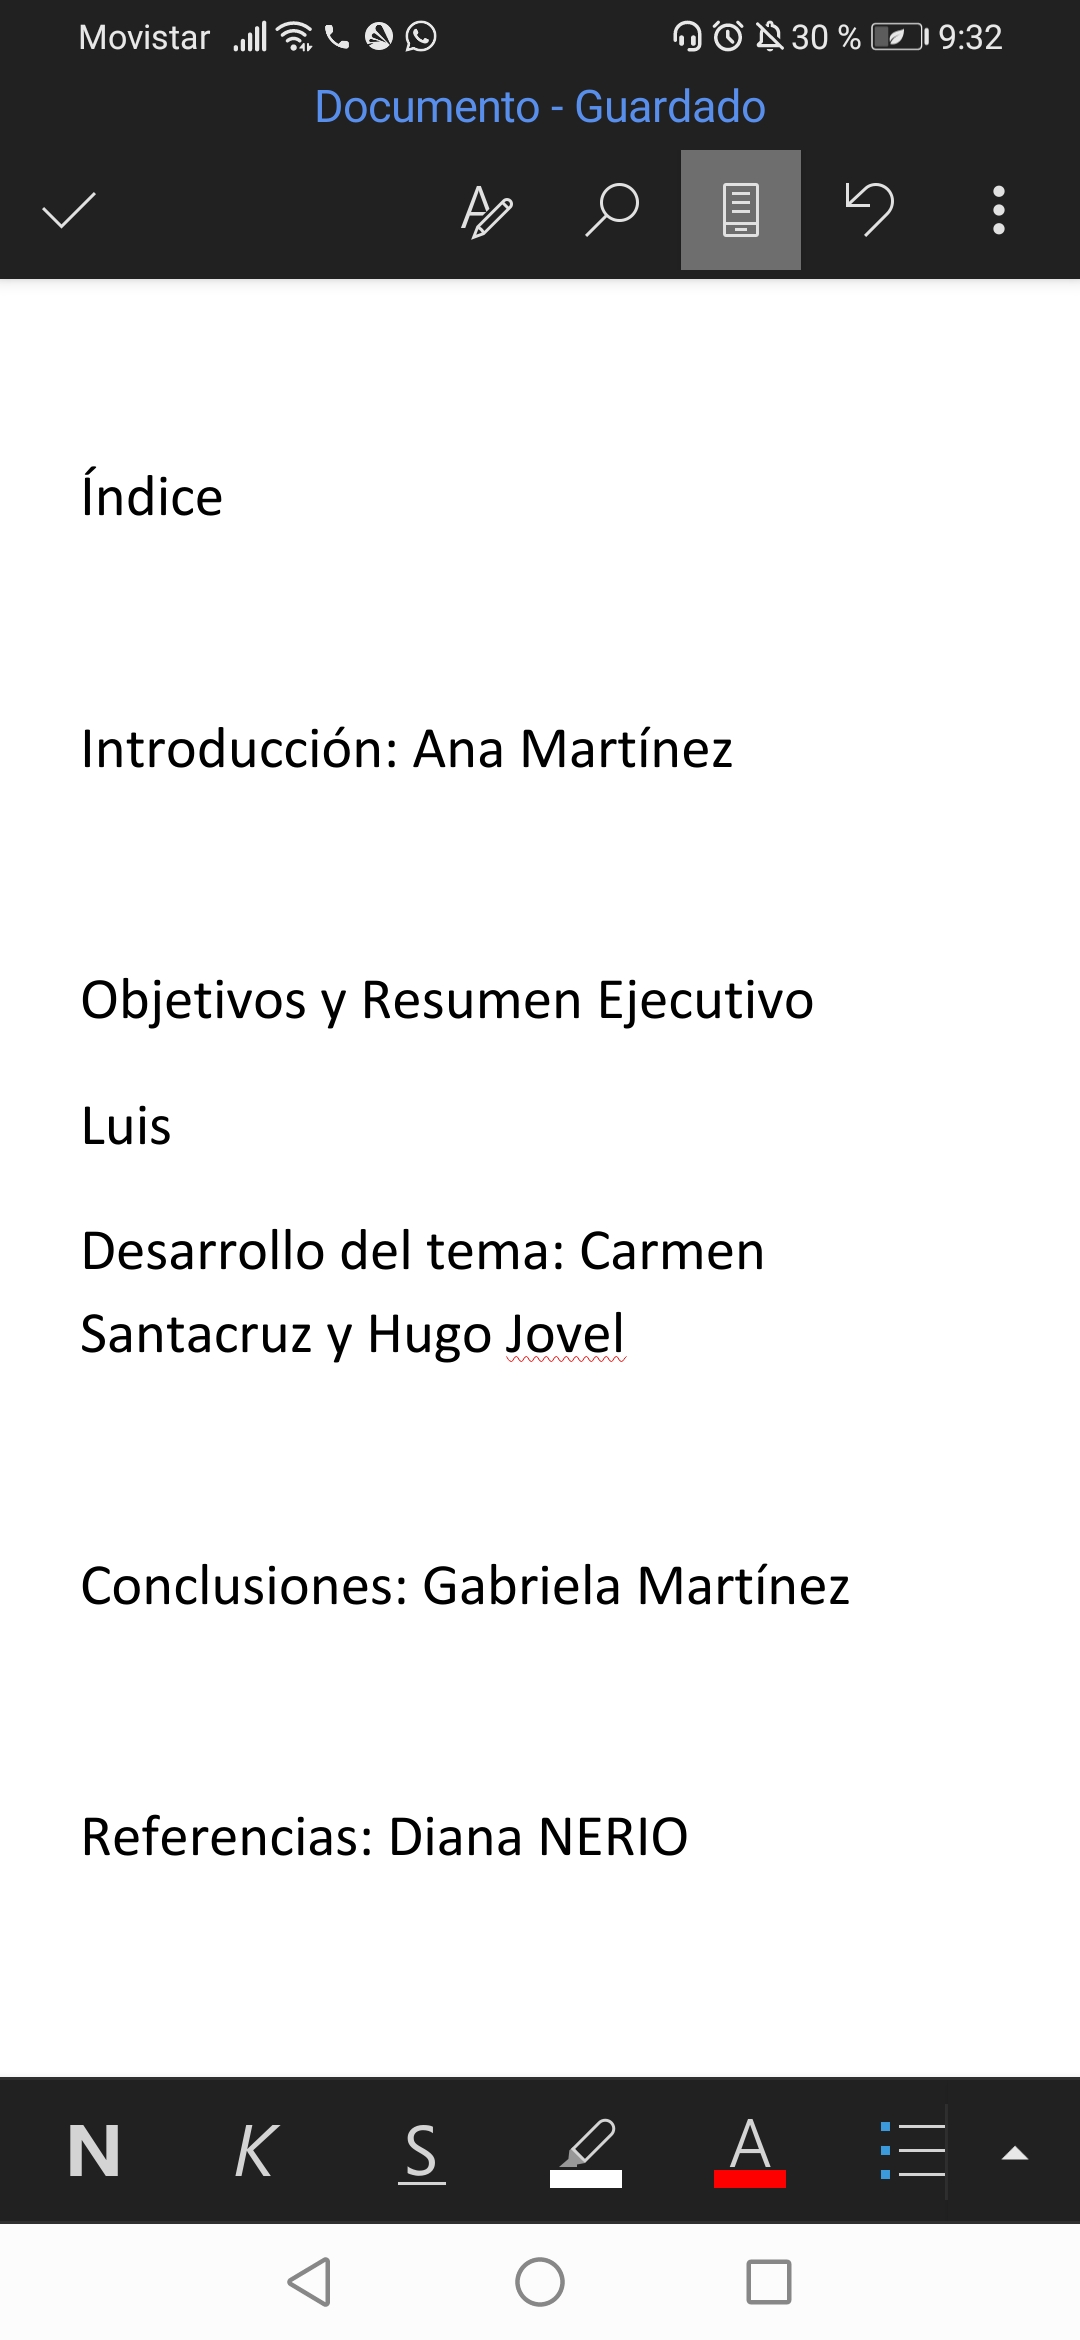 Movistar 30 % 9:32
Documento - Guardado
Índice
Introducción: Ana Martínez
Objetivos y Resumen Ejecutivo
Luis
Desarrollo del tema: Carmen
Santacruz y Hugo Jovel
Conclusiones: Gabriela Martínez
Referencias: Diana NERIO
N K S A